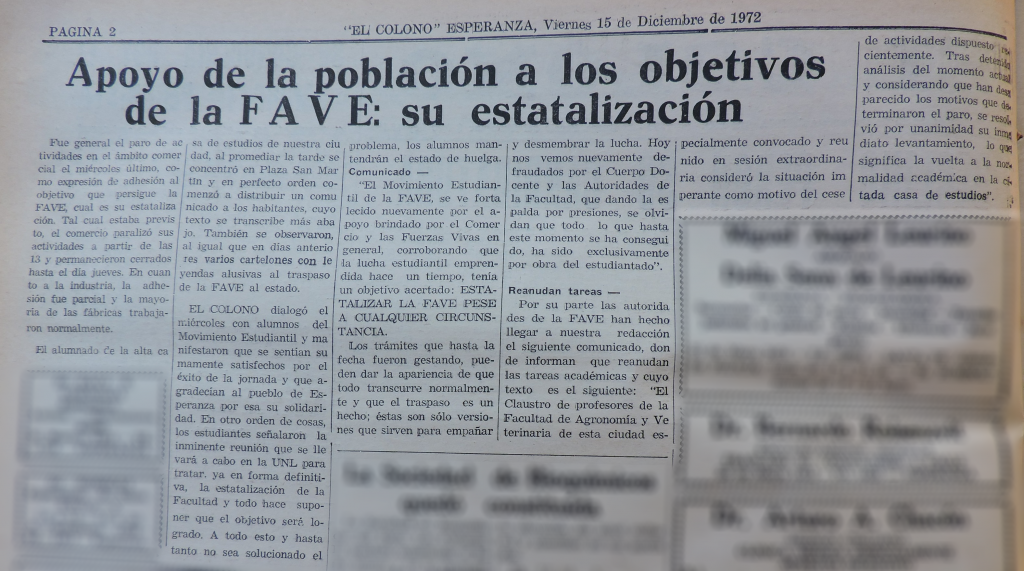 PAGINA 2
"EL COLONO" ESPERANZA, Viernes 15 de Diciembre de 1972
Apoyo de la población a los objetivos
de la FAVE: su estatalización
Fue general el paro de ac
tividades en el ámbito comer
cial el miércoles último, co
mo expresión de adhesión al
objetivo que persigue la
FAVE, cual es su estataliza
ción. Tal cual estaba previs
to, el comercio paralizó sus
actividades a partir de las
13 y permanecieron cerrados
hasta el día jueves. En cuan
to a la industria, la adhe-
sión fue parcial y la mayo-
ría de las fábricas trabaja-
ron normalmente.
El alumnado de la alta ca
sa de estudios de nuestra ciu
dad, al promediar la tarde se
concentró en Plaza San Mar
tín y en perfecto orden co-
menzó a distribuir un comu
nicado a los habitantes, cuyo
texto se transcribe más aba
jo. También se observaron,
al igual que en días anterio
res varios cartelones con le
yendas alusivas al traspaso
de la FAVE al estado.
EL COLONO dialogó el
miércoles con alumnos del
Movimiento Estudiantil y ma
nifestaron que se sentían su
mamente satisfechos por el
éxito de la jornada y que a-
gradecían al pueblo de Es-
peranza por esa su solidari-
dad. En otro orden de cosas,
los estudiantes señalaron la
inminente reunión que se lle
vará a cabo en la UNL para
tratar. ya en forma definiti-
va, la estatalización de la
Facultad y todo hace supo-
ner que el objetivo será lo-
grado. A todo esto y hasta
tanto no sea solucionado el
problema, los alumnos man-
tendrán el estado de huelga.
Comunicado —
"El Movimiento Estudian-
til de la FAVE, se ve forta
lecido nuevamente por el a-
poyo brindado por el Comer
cio y las Fuerzas Vivas en
general, corroborando que
la lucha estudiantil empren-
dida hace un tiempo, tenía
un objetivo acertado: ESTA-
TALIZAR LA FAVE PESE
A CUALQUIER CIRCUNS-
TANCIA.
Los trámites que hasta la
fecha fueron gestando, pue-
den dar la apariencia de que
todo transcurre normalmen-
te y que el traspaso es un
hecho; éstas son sólo versio-
nes que sirven para empañar
y desmembrar la lucha. Hoy
nos vemos nuevamente de-
fraudados por el Cuerpo Do-
cente y las Autoridades de
la Facultad, que dando la es
palda por presiones, se olvi-
dan que todo lo que hasta
este momento se ha consegui
do, ha sido exclusivamente
por obra del estudiantado".
Reanudan tareas —
Por su parte las autorida
des de la FAVE han hecho
llegar a nuestra redacción
el siguiente comunicado, don
de informan que reanudan
las tareas académicas y cuyo
texto es el siguiente: "El
Claustro de profesores de la
Facultad de Agronomía y Ve
terinaria de esta ciudad es-
pecialmente convocado y reu
nido en sesión extraordina-
ria consideró la situación im
perante como motivo del cese
de actividades dispuesto
cientemente. Tras
análisis del momento
y considerando que han
parecido los motivos que
terminaron el paro, se
vió por unanimidad su
diato levantamiento, lo
significa la vuelta a la
malidad académica en la
tada casa de estudios".